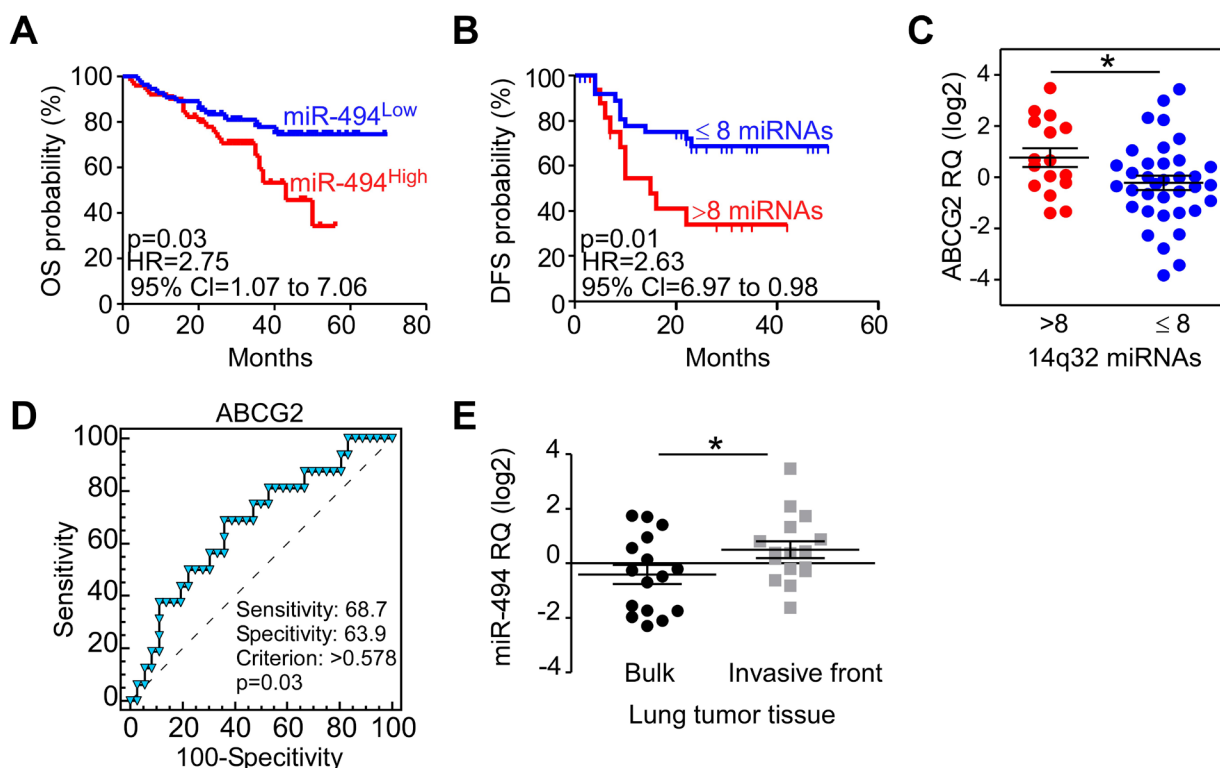 A
OS probability (%)
100
80
60
40
20
0
miR-494Low
miR-494High
p=0.03
HR=2.75
95% CI=1.07 to 7.06
0 20 40 60 80
Months
B
DFS probability (%)
100
80
60
40
20
0
≤ 8 miRNAs
>8 miRNAs
p=0.01
HR=2.63
95% CI=6.97 to 0.98
0 20 40 60
Months
C
ABCG2 RQ (log2)
4
2
0
-2
-4
*
>8 ≤ 8
14q32 miRNAs
D
ABCG2
Sensitivity
100
80
60
40
20
0
Sensitivity: 68.7
Specitivity: 63.9
Criterion: >0.578
p=0.03
0 20 40 60 80 100
100-Specitivity
E
miR-494 RQ (log2)
4
2
0
-2
-4
*
Bulk Invasive front
Lung tumor tissue